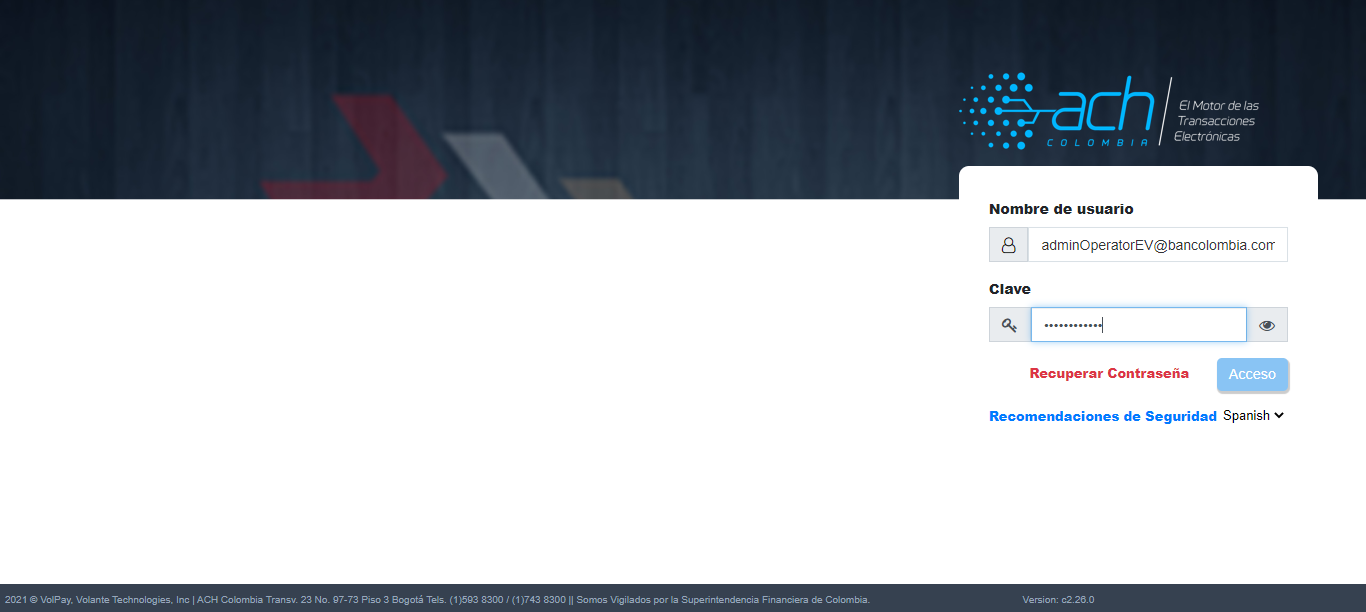 ach
COLOMBIA
El Motor de las
Transacciones
Electrónicas
Nombre de usuario
adminOperatorEV@bancolombia.com
Clave
••••••••••••
Recuperar Contraseña
Acceso
Recomendaciones de Seguridad Spanish
2021 © VolPay, Volante Technologies, Inc | ACH Colombia Transv. 23 No. 97-73 Piso 3 Bogotá Tels. (1)593 8300 / (1)743 8300 || Somos Vigilados por la Superintendencia Financiera de Colombia. Version: c2.26.0